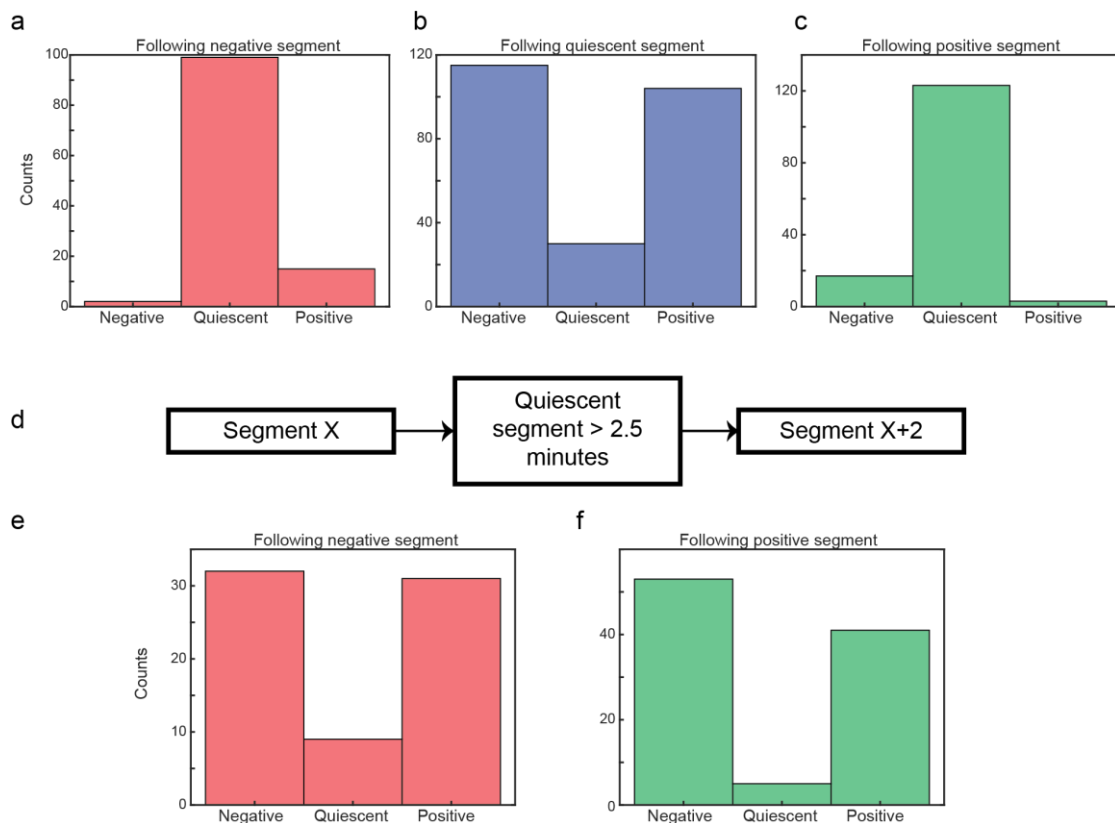 a
Following negative segment
Counts
100
80
60
40
20
0
Negative Quiescent Positive
b
Follwing quiescent segment
120
80
40
0
Negative Quiescent Positive
c
Following positive segment
120
80
40
0
Negative Quiescent Positive
d
Segment X
Quiescent
segment > 2.5
minutes
Segment X+2
e
Following negative segment
Counts
30
20
10
0
Negative Quiescent Positive
f
Following positive segment
40
20
0
Negative Quiescent Positive